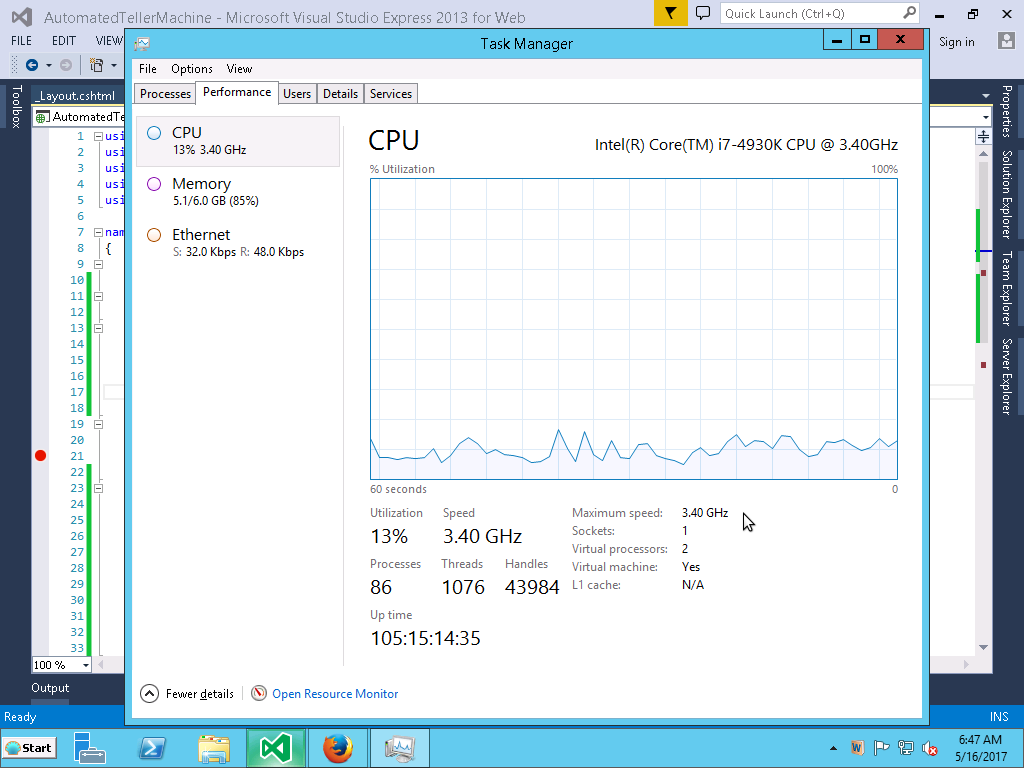 AutomatedTellerMachine - Microsoft Visual Studio Express 2013 for Web
Quick Launch (Ctrl+Q)
FILE EDIT VIEW
Sign in
Task Manager
File Options View
Processes Performance Users Details Services
Toolbox
_Layout.cshtml
AutomatedTe
1 usi
2 usi
3 usi
4 usi
5 usi
6
7 nam
8 {
9
10
11
12
13
14
15
16
17
18
19
20
21
22
23
24
25
26
27
28
29
30
31
32
33
100 %
Output
Ready
CPU
13% 3.40 GHz
Memory
5.1/6.0 GB (85%)
Ethernet
S: 32.0 Kbps R: 48.0 Kbps
CPU
Intel(R) Core(TM) i7-4930K CPU @ 3.40GHz
% Utilization
100%
60 seconds
0
Utilization Speed
13% 3.40 GHz
Processes Threads Handles
86 1076 43984
Up time
105:15:14:35
Maximum speed: 3.40 GHz
Sockets: 1
Virtual processors: 2
Virtual machine: Yes
L1 cache: N/A
Fewer details
Open Resource Monitor
Properties
Solution Explorer
Team Explorer
Server Explorer
INS
Start
6:47 AM
5/16/2017